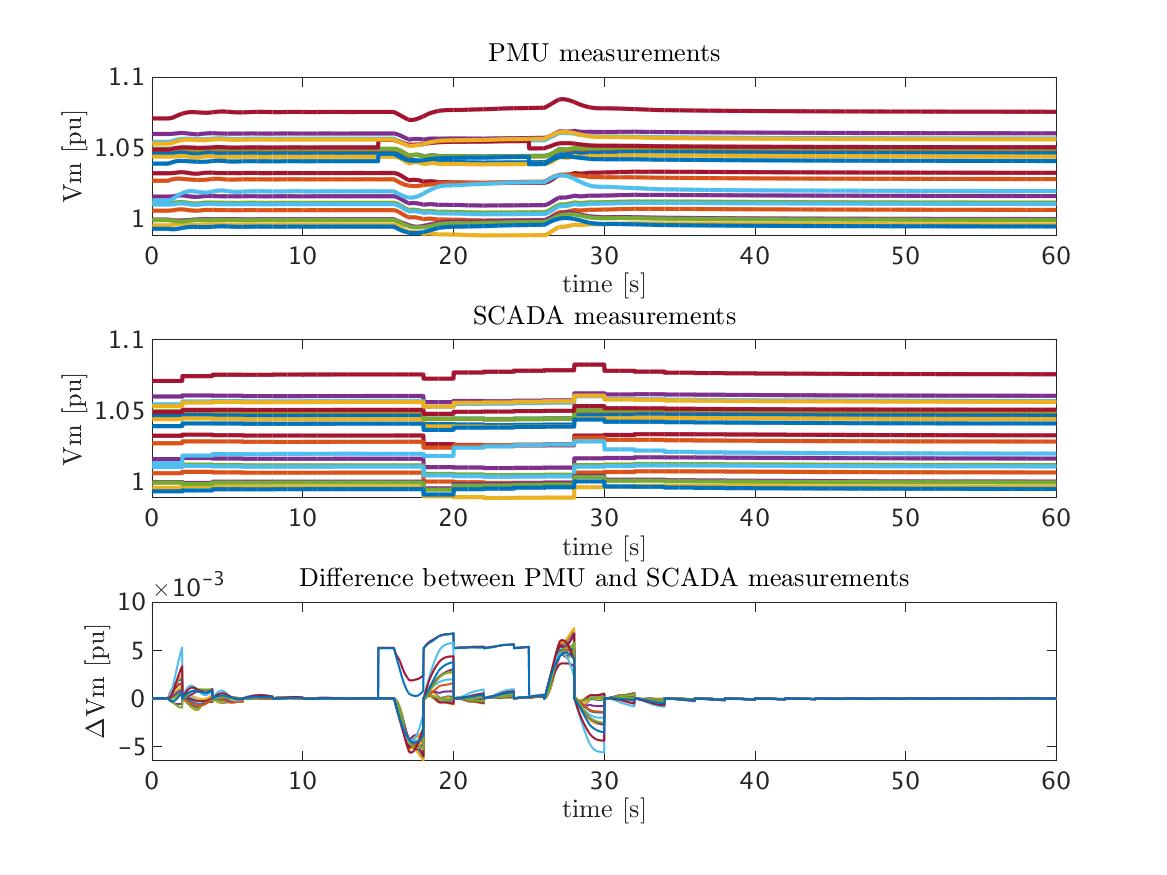 PMU measurements
1.1
1.05
1
Vm [pu]
0 10 20 30 40 50 60
time [s]
SCADA measurements
1.1
1.05
1
Vm [pu]
0 10 20 30 40 50 60
time [s]
×10⁻³ Difference between PMU and SCADA measurements
10
5
0
-5
ΔVm [pu]
0 10 20 30 40 50 60
time [s]